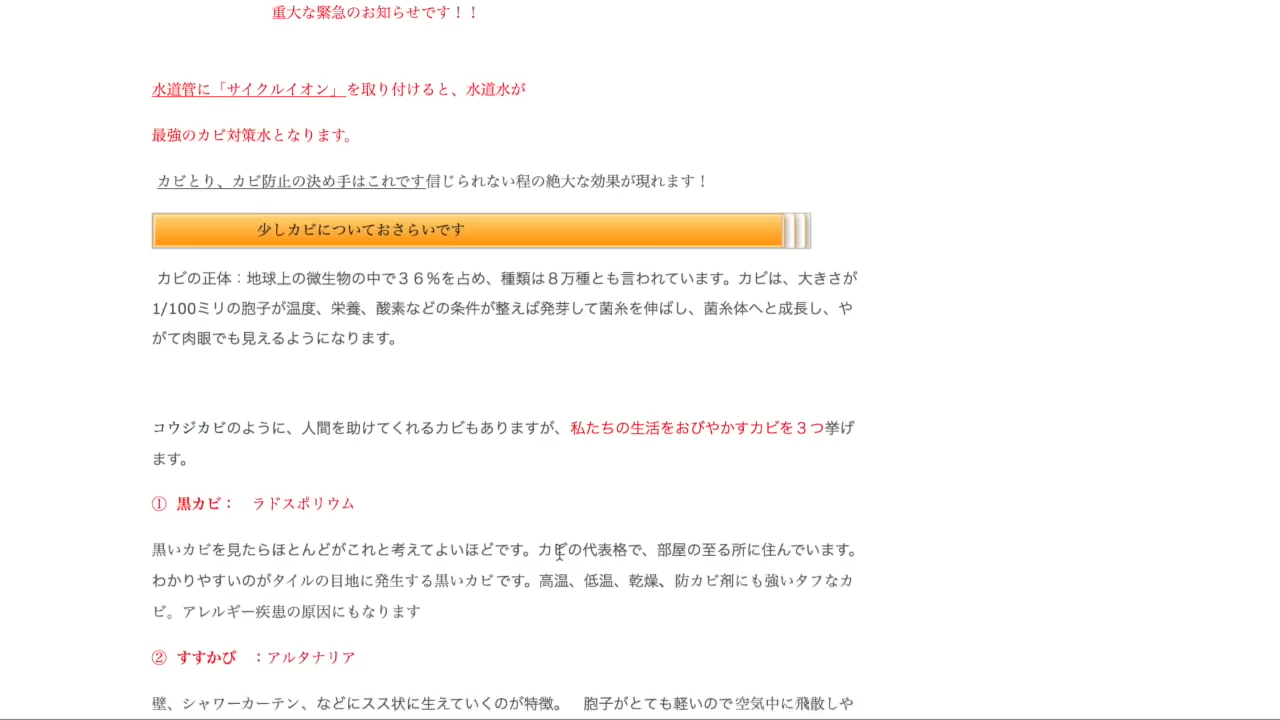 重大な緊急のお知らせです！！
水道管に「サイクルイオン」を取り付けると、水道水が
最強のカビ対策水となります。
カビとり、カビ防止の決め手はこれです信じられない程の絶大な効果が現れます！
少しカビについておさらいです
カビの正体：地球上の微生物の中で３６％を占め、種類は８万種とも言われています。カビは、大きさが
1/100ミリの胞子が温度、栄養、酸素などの条件が整えば発芽して菌糸を伸ばし、菌糸体へと成長し、や
がて肉眼でも見えるようになります。
コウジカビのように、人間を助けてくれるカビもありますが、私たちの生活をおびやかすカビを３つ挙げ
ます。
① 黒カビ：　ラドスポリウム
黒いカビを見たらほとんどがこれと考えてよいほどです。カビの代表格で、部屋の至る所に住んでいます。
わかりやすいのがタイルの目地に発生する黒いカビです。高温、低温、乾燥、防カビ剤にも強いタフなカ
ビ。アレルギー疾患の原因にもなります
② すすかび　：アルタナリア
壁、シャワーカーテン、などにスス状に生えていくのが特徴。　胞子がとても軽いので空気中に飛散しや